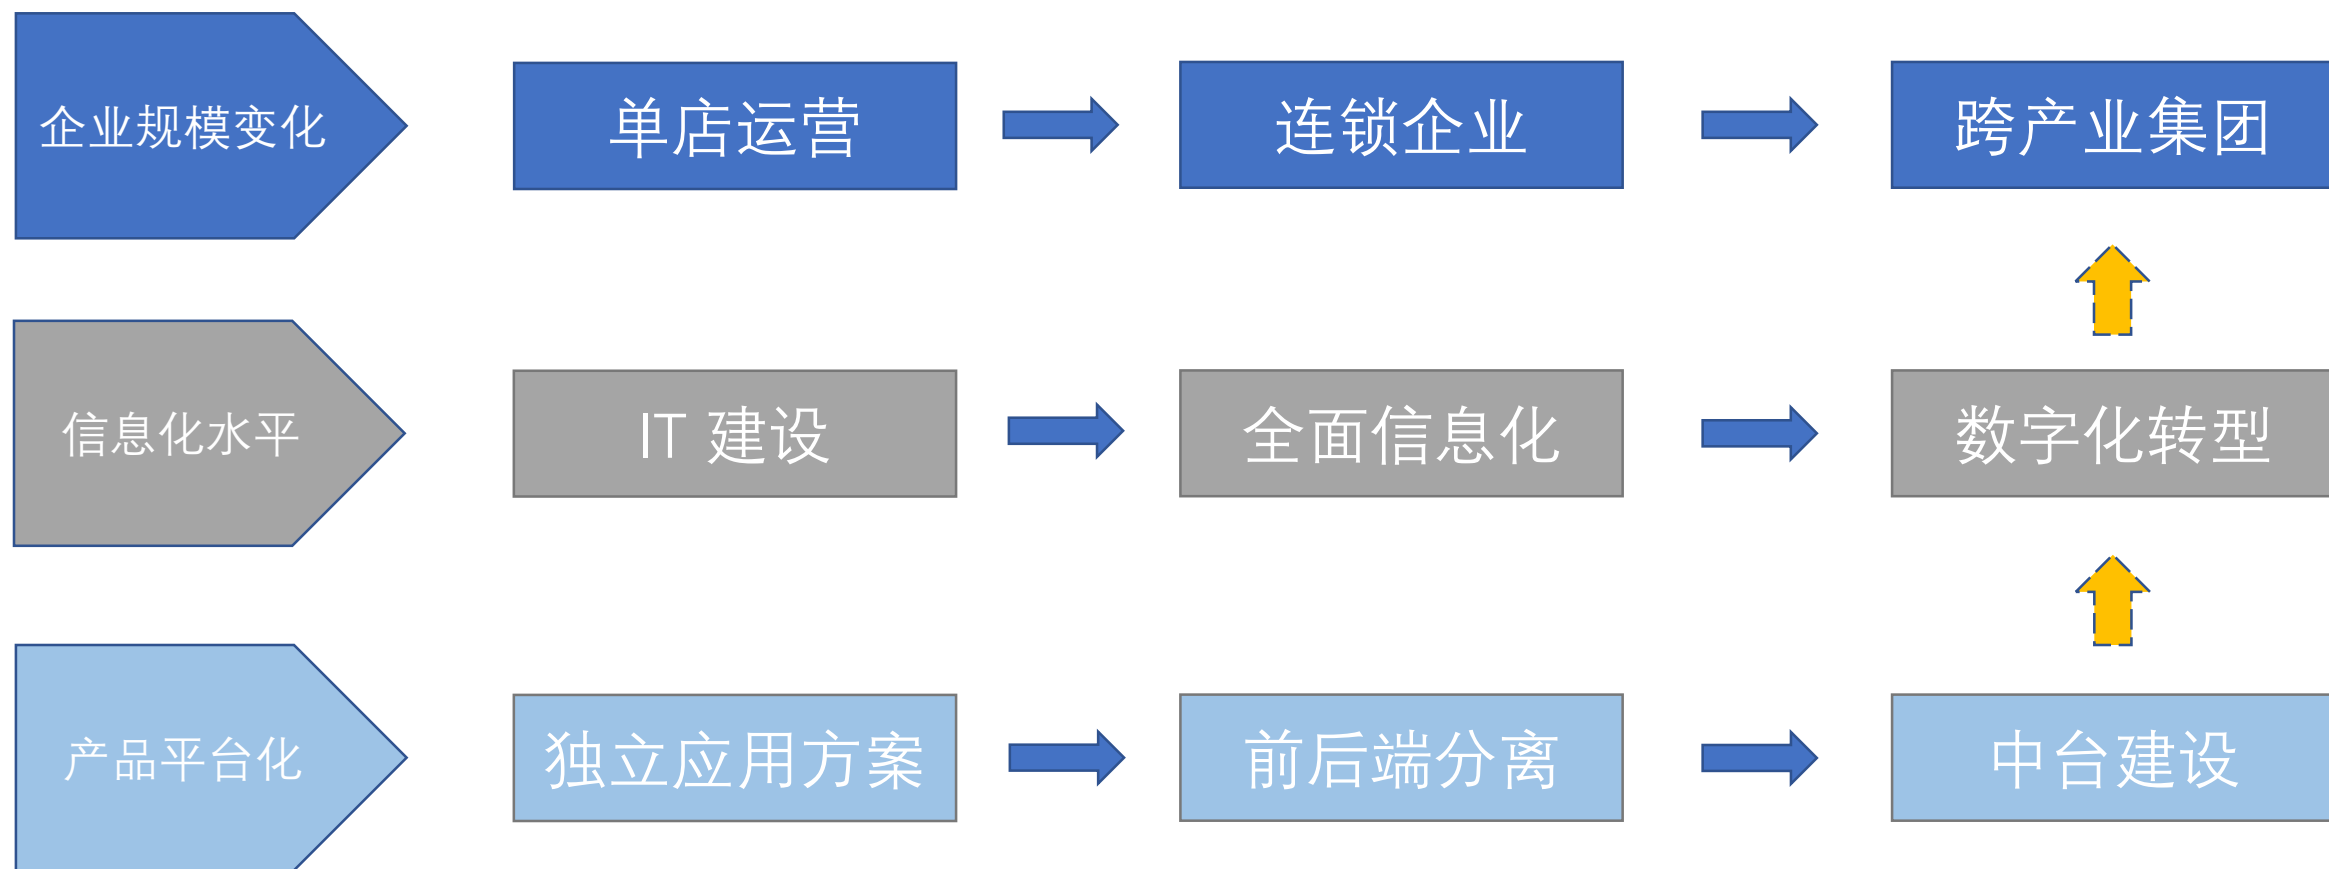 企业规模变化
单店运营
连锁企业
跨产业集团
信息化水平
IT 建设
全面信息化
数字化转型
产品平台化
独立应用方案
前后端分离
中台建设